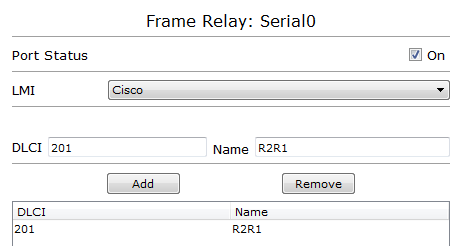 Frame Relay: Serial0
Port Status On
LMI Cisco
DLCI 201 Name R2R1
Add Remove
DLCI Name
201 R2R1